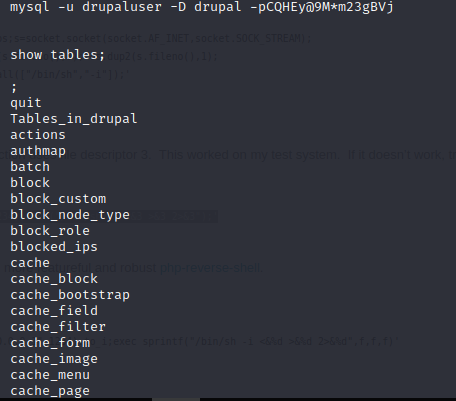 mysql -u drupaluser -D drupal -pCQHEy@9M*m23gBVj
show tables;
;
quit
Tables_in_drupal
actions
authmap
batch
block
block_custom
block_node_type
block_role
blocked_ips
cache
cache_block
cache_bootstrap
cache_field
cache_filter
cache_form
cache_image
cache_menu
cache_page